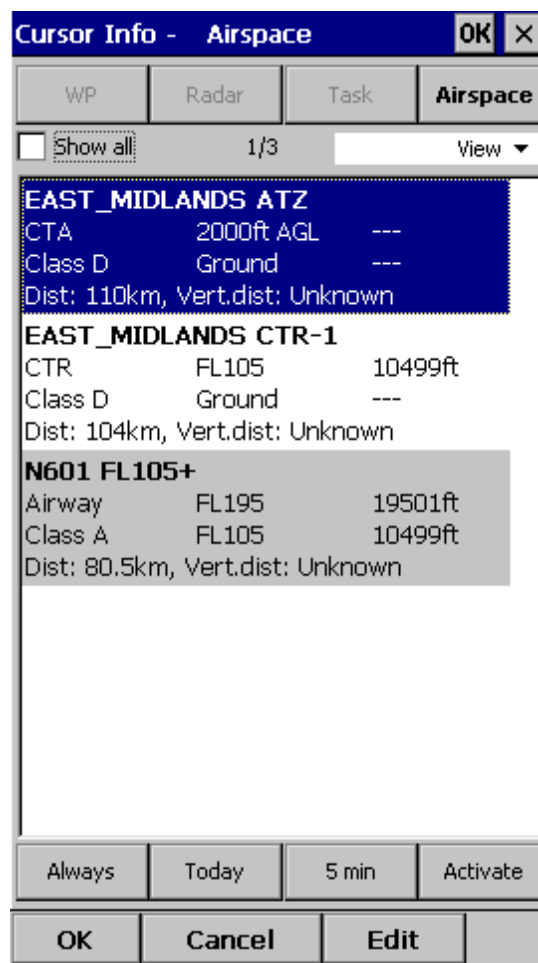 Cursor Info - Airspace OK ×
WP Radar Task Airspace
Show all 1/3 View
EAST_MIDLANDS ATZ
CTA 2000ft AGL ---
Class D Ground ---
Dist: 110km, Vert.dist: Unknown
EAST_MIDLANDS CTR-1
CTR FL105 10499ft
Class D Ground ---
Dist: 104km, Vert.dist: Unknown
N601 FL105+
Airway FL195 19501ft
Class A FL105 10499ft
Dist: 80.5km, Vert.dist: Unknown
Always Today 5 min Activate
OK Cancel Edit